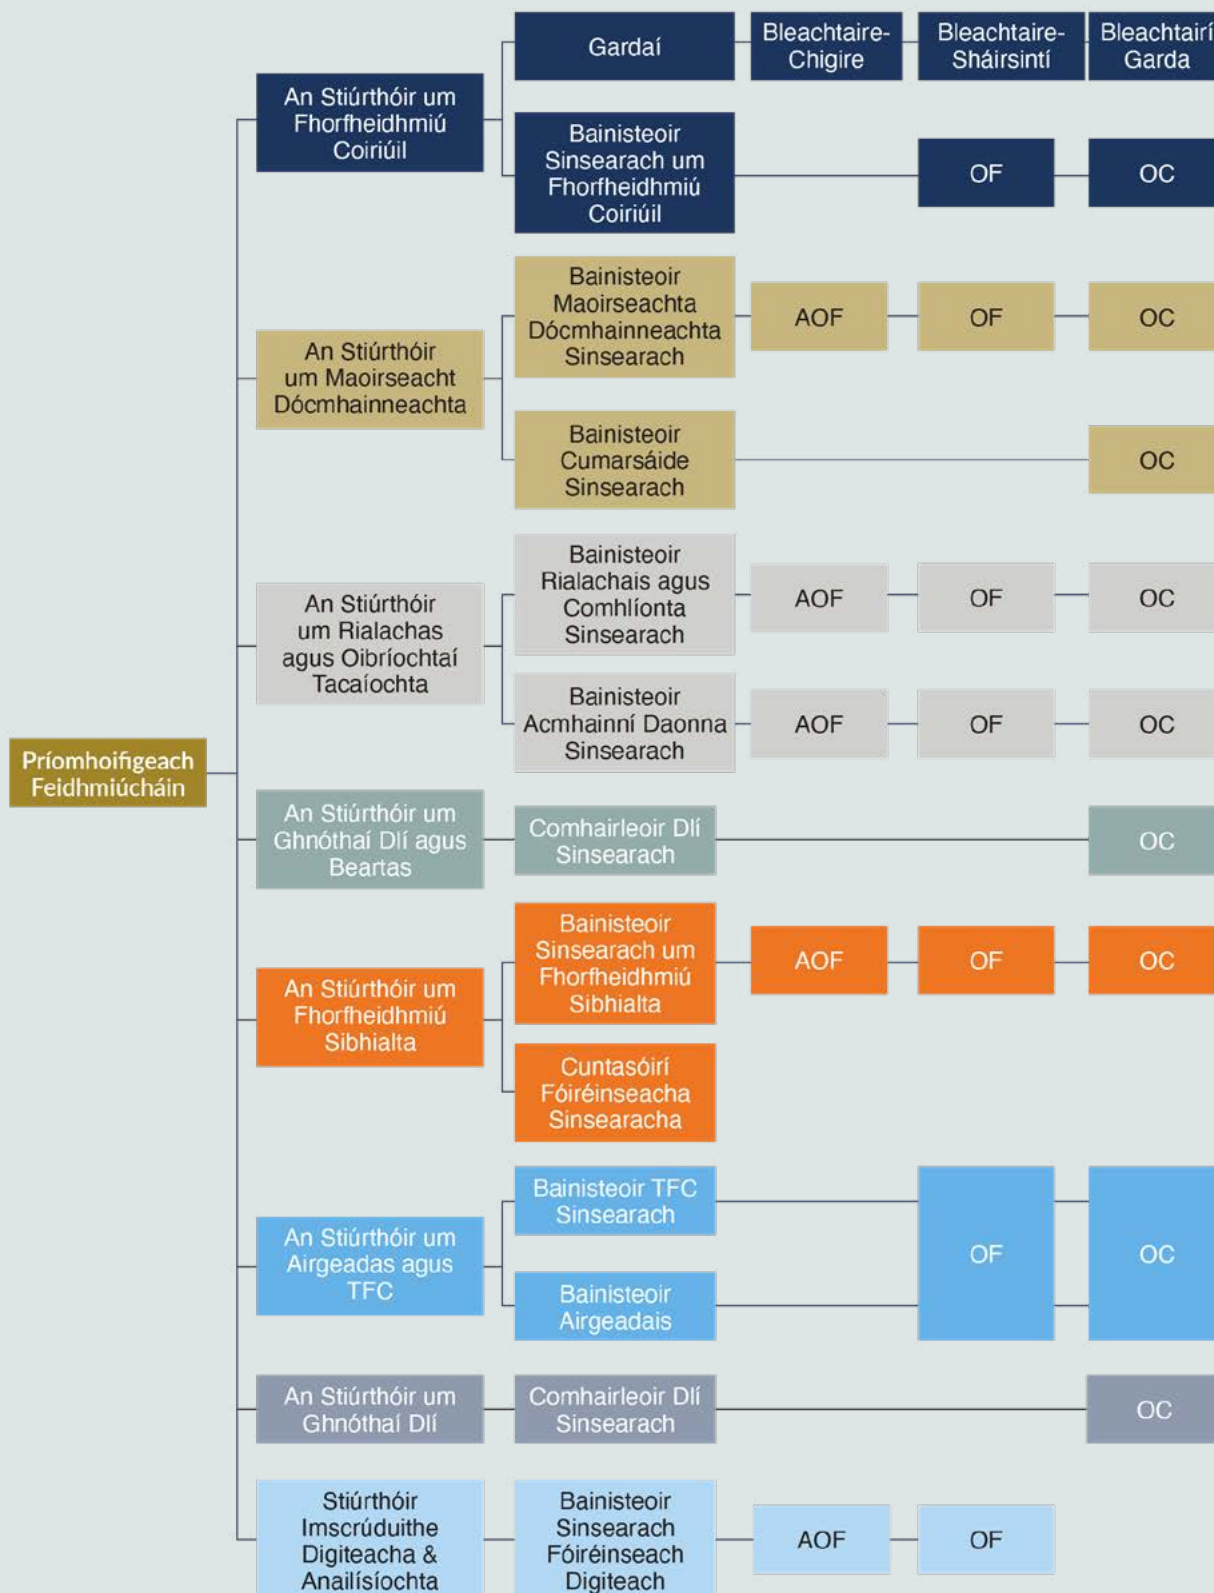 Príomhoifigeach
Feidhmiúcháin
An Stiúrthóir um
Fhorfheidhmiú
Coiriúil
Gardaí
Bleachtaire-
Chigire
Bleachtaire-
Sháirsintí
Bleachtairí
Garda
Bainisteoir
Sinsearach um
Fhorfheidhmiú
Coiriúil
OF
OC
An Stiúrthóir
um Maoirseacht
Dócmhainneachta
Bainisteoir
Maoirseachta
Dócmhainneachta
Sinsearach
AOF
OF
OC
Bainisteoir
Cumarsáide
Sinsearach
OC
An Stiúrthóir
um Rialachas
agus Oibríochtaí
Tacaíochta
Bainisteoir
Rialachais agus
Comhlíonta
Sinsearach
AOF
OF
OC
Bainisteoir
Acmhainní Daonna
Sinsearach
AOF
OF
OC
An Stiúrthóir um
Ghnóthaí Dlí agus
Beartas
Comhairleoir Dlí
Sinsearach
OC
An Stiúrthóir um
Fhorfheidhmiú
Sibhialta
Bainisteoir
Sinsearach um
Fhorfheidhmiú
Sibhialta
AOF
OF
OC
Cuntasóirí
Fóiréinseacha
Sinsearacha
An Stiúrthóir um
Airgeadas agus
TFC
Bainisteoir TFC
Sinsearach
Bainisteoir
Airgeadais
OF
OC
An Stiúrthóir um
Ghnóthaí Dlí
Comhairleoir Dlí
Sinsearach
OC
Stiúrthóir
Imscrúduithe
Digiteacha &
Anailísíochta
Bainisteoir
Sinsearach
Fóiréinseach
Digiteach
AOF
OF